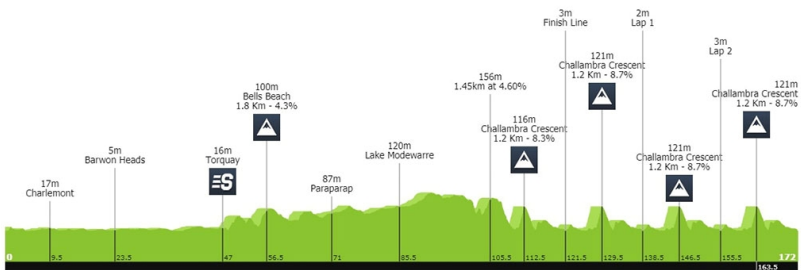 3m
Finish Line
2m
Lap 1
3m
Lap 2
121m
Challambra Crescent
1.2 Km - 8.7%
156m
1.45km at 4.60%
100m
Bells Beach
1.8 Km - 4.3%
121m
Challambra Crescent
1.2 Km - 8.7%
116m
Challambra Crescent
1.2 Km - 8.3%
120m
Lake Modewarre
5m
Barwon Heads
16m
Torquay
S
121m
Challambra Crescent
1.2 Km - 8.7%
17m
Charlemont
87m
Paraparap
0 9.5 23.5 47 56.5 71 85.5 105.5 112.5 121.5 129.5 138.5 146.5 155.5 172
163.5